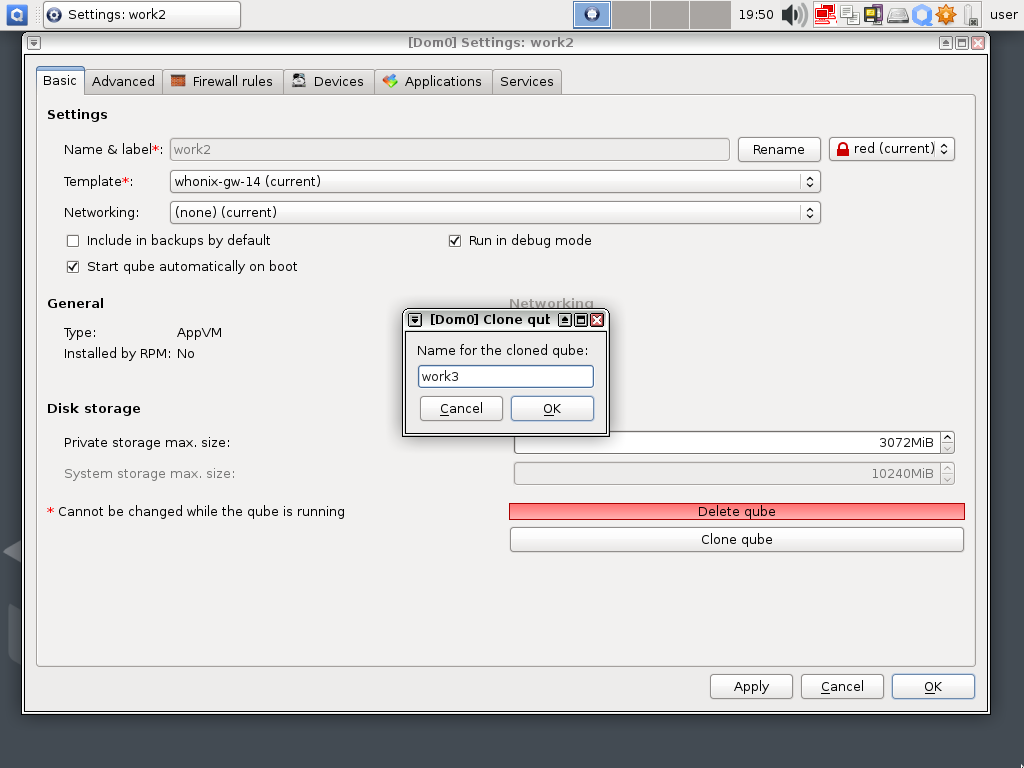 Settings: work2
19:50
user
[Dom0] Settings: work2
Basic
Advanced
Firewall rules
Devices
Applications
Services
Settings
Name & label*:
work2
Rename
red (current)
Template*:
whonix-gw-14 (current)
Networking:
(none) (current)
Include in backups by default
Run in debug mode
Start qube automatically on boot
General
Networking
Type:
AppVM
Installed by RPM:
No
[Dom0] Clone qub
Name for the cloned qube:
work3
Cancel
OK
Disk storage
Private storage max. size:
3072MiB
System storage max. size:
10240MiB
* Cannot be changed while the qube is running
Delete qube
Clone qube
Apply
Cancel
OK